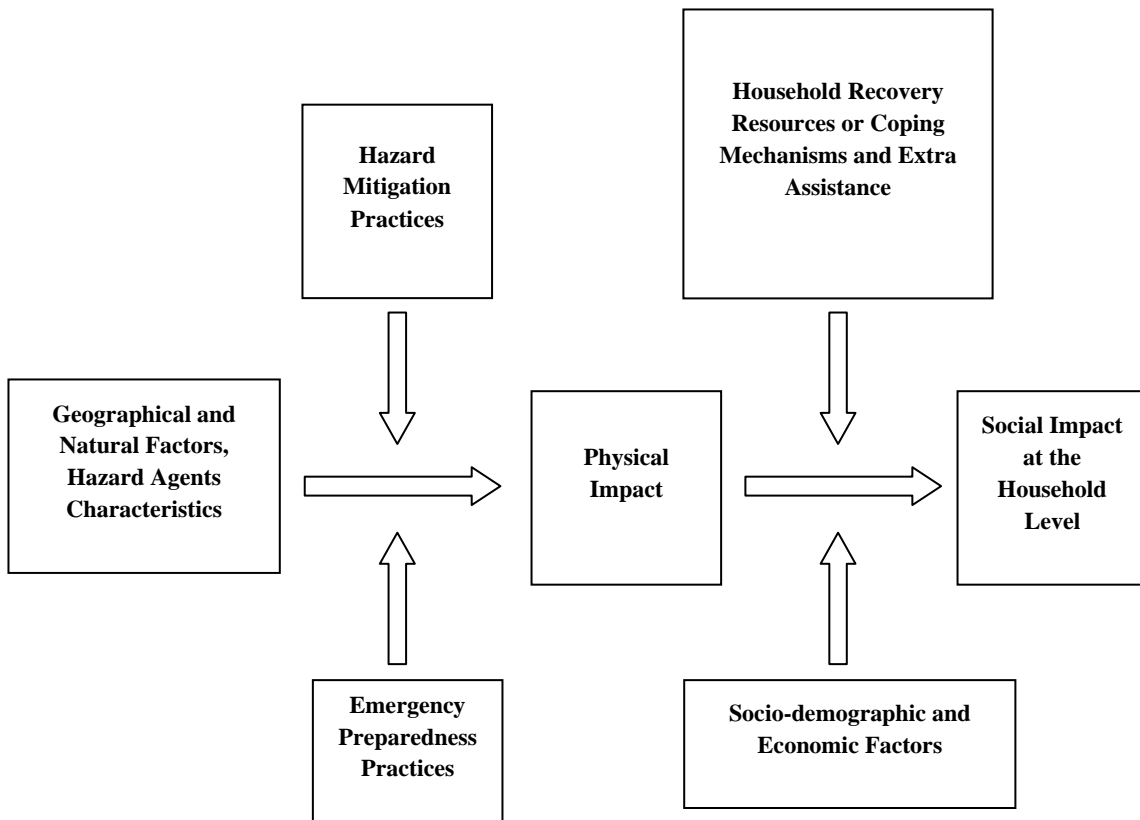 Household Recovery
Resources or Coping
Mechanisms and Extra
Assistance
Hazard
Mitigation
Practices
Geographical and
Natural Factors,
Hazard Agents
Characteristics
Physical
Impact
Social Impact
at the
Household
Level
Emergency
Preparedness
Practices
Socio-demographic and
Economic Factors